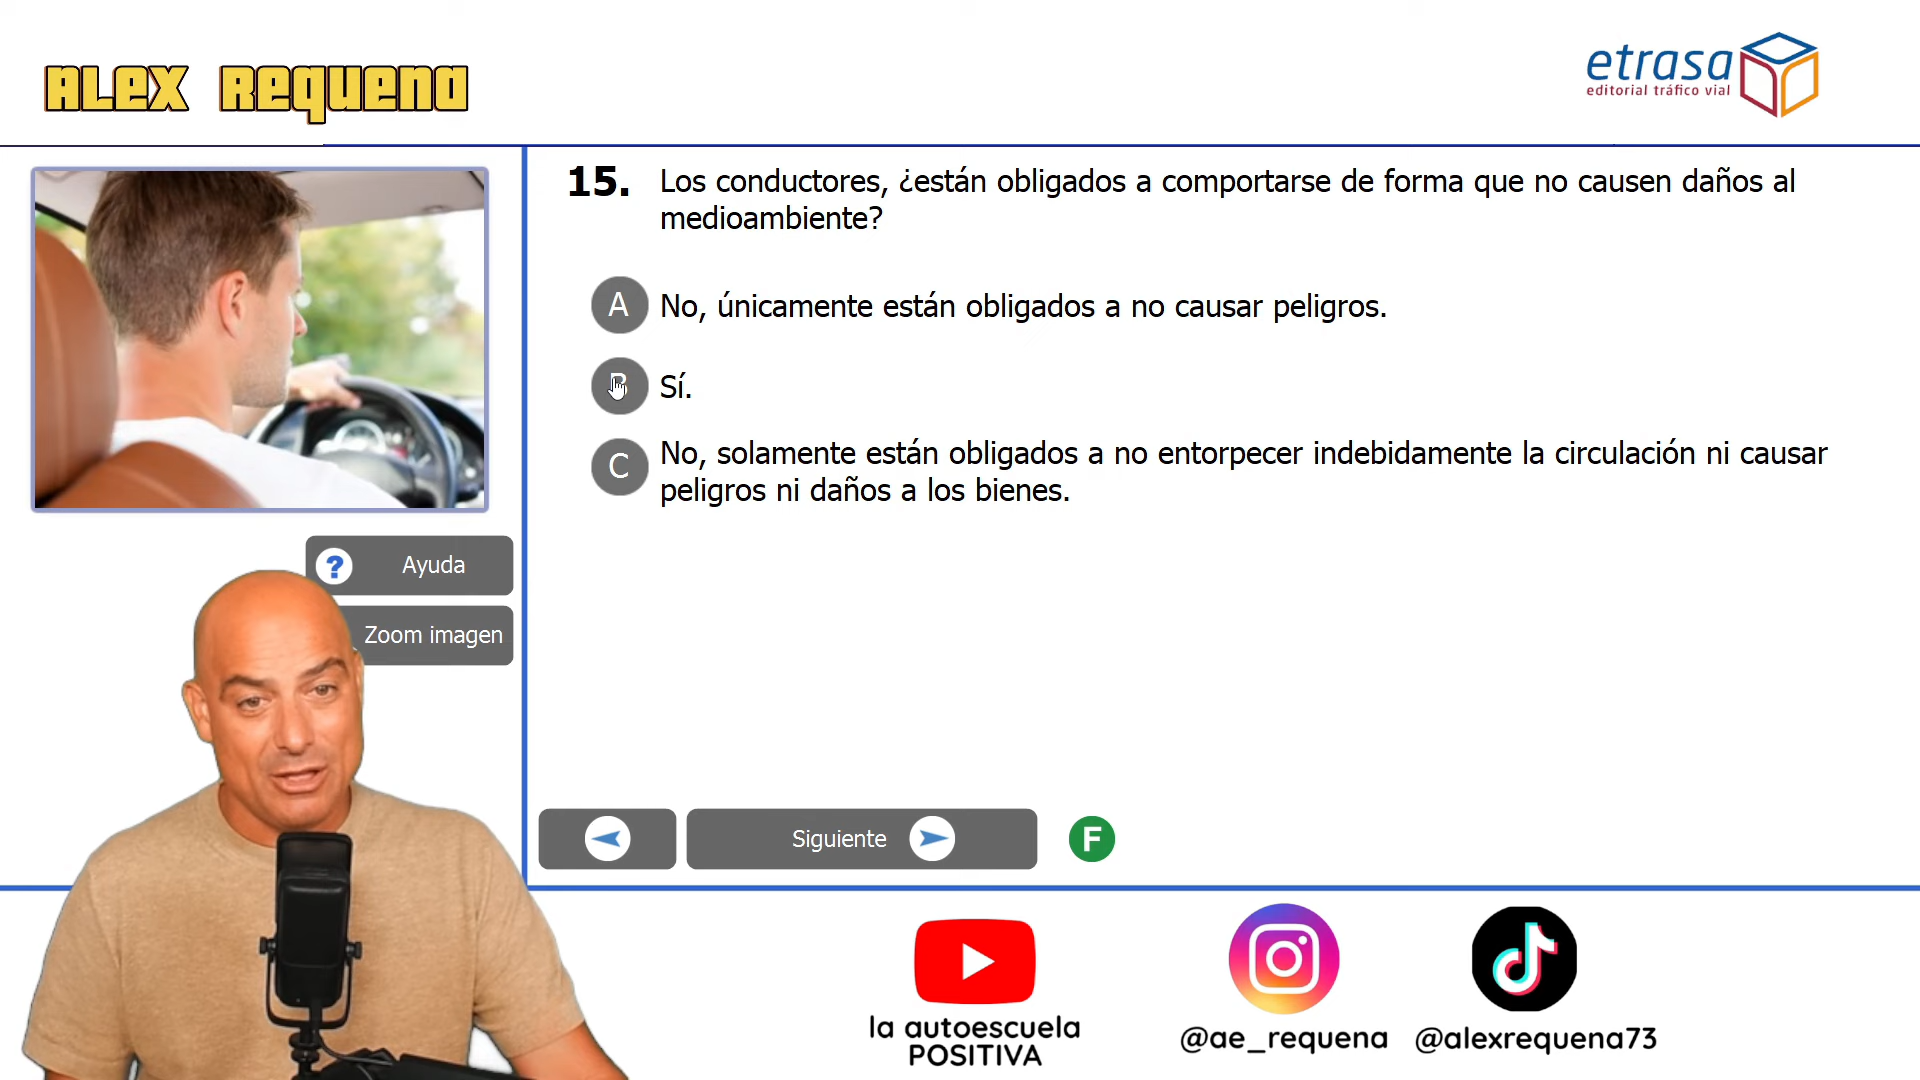 ALEX REQUENA
etrasa
editorial tráfico vial
15. Los conductores, ¿están obligados a comportarse de forma que no causen daños al
medioambiente?
A No, únicamente están obligados a no causar peligros.
B Sí.
C No, solamente están obligados a no entorpecer indebidamente la circulación ni causar
peligros ni daños a los bienes.
? Ayuda
Zoom imagen
Siguiente
F
la autoescuela
POSITIVA
@ae_requena
@alexrequena73